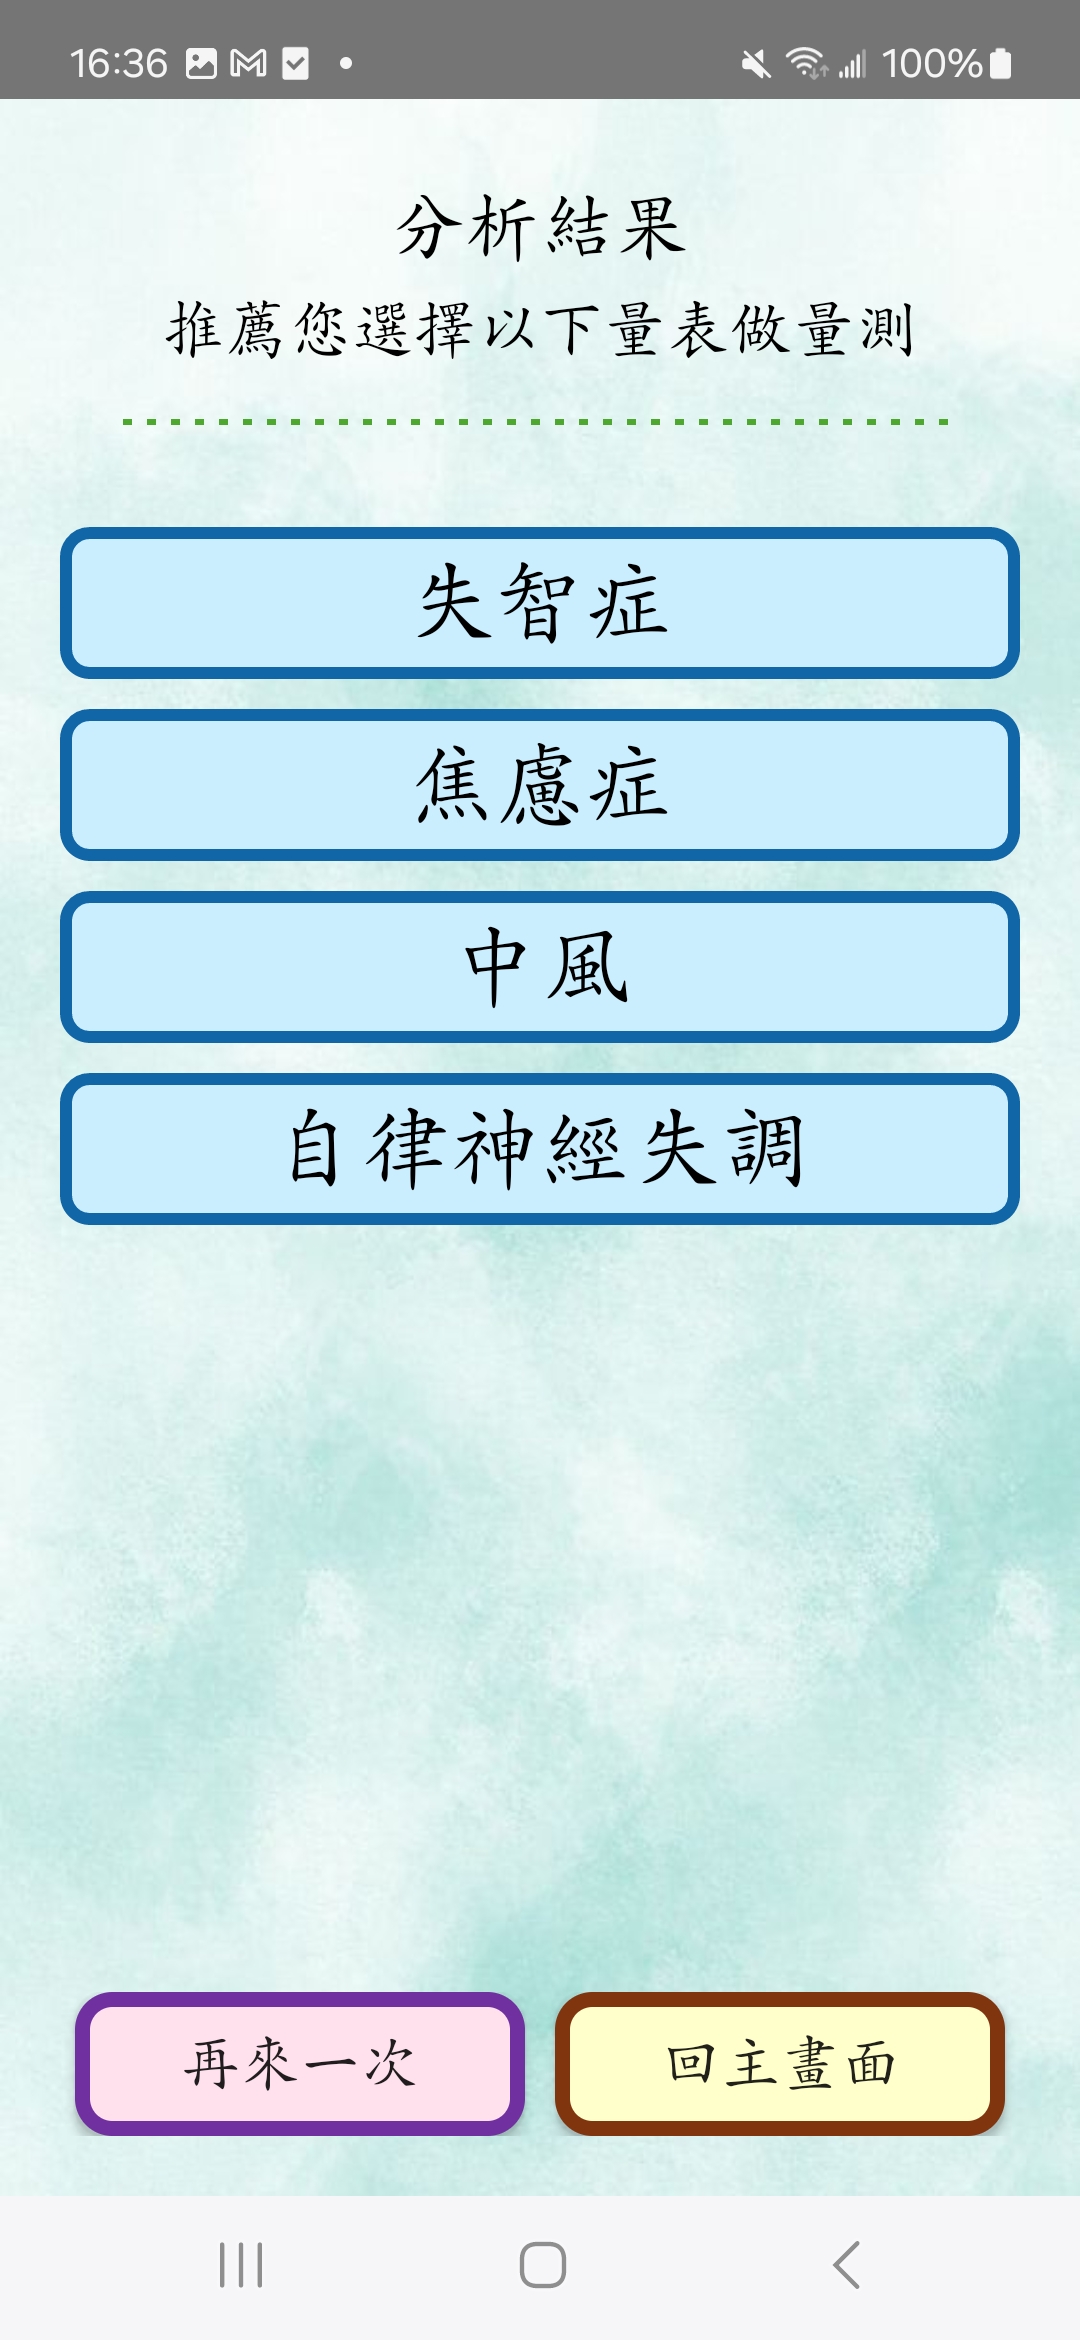 16:36 100%
分析結果
推薦您選擇以下量表做量測
失智症
焦慮症
中風
自律神經失調
再來一次
回主畫面